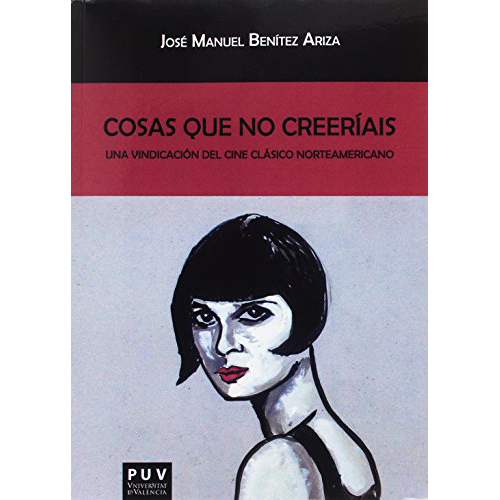 JOSÉ MANUEL BENÍTEZ ARIZA
COSAS QUE NO CREERÍAIS
UNA VINDICACIÓN DEL CINE CLÁSICO NORTEAMERICANO
PUV
UNIVERSITAT
DE VALÈNCIA